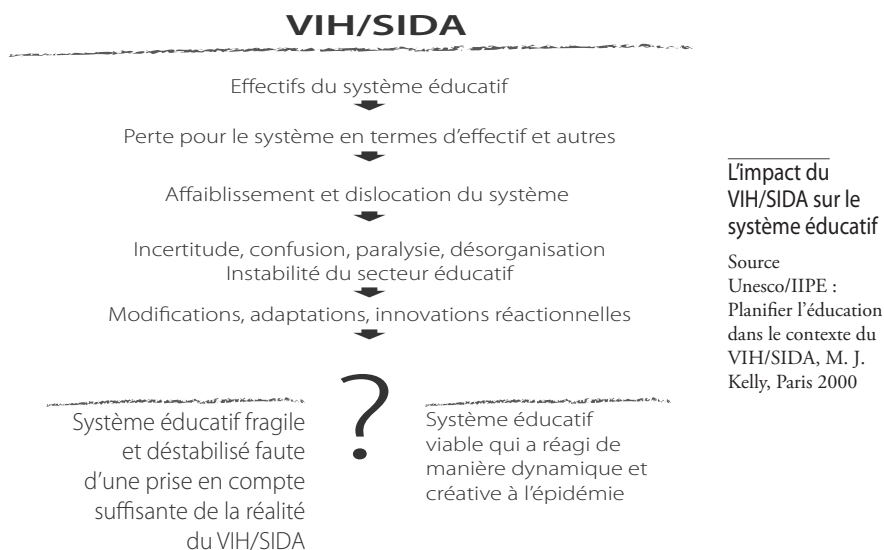 VIH/SIDA
Effectifs du système éducatif
Perte pour le système en termes d’effectif et autres
Affaiblissement et dislocation du système
Incertitude, confusion, paralysie, désorganisation
Instabilité du secteur éducatif
Modifications, adaptations, innovations réactionnelles
Système éducatif fragile
et déstabilisé faute
d’une prise en compte
suffisante de la réalité
du VIH/SIDA
?
Système éducatif
viable qui a réagi de
manière dynamique et
créative à l’épidémie
L’impact du
VIH/SIDA sur le
système éducatif
Source
Unesco/IIPE :
Planifier l’éducation
dans le contexte du
VIH/SIDA, M. J.
Kelly, Paris 2000